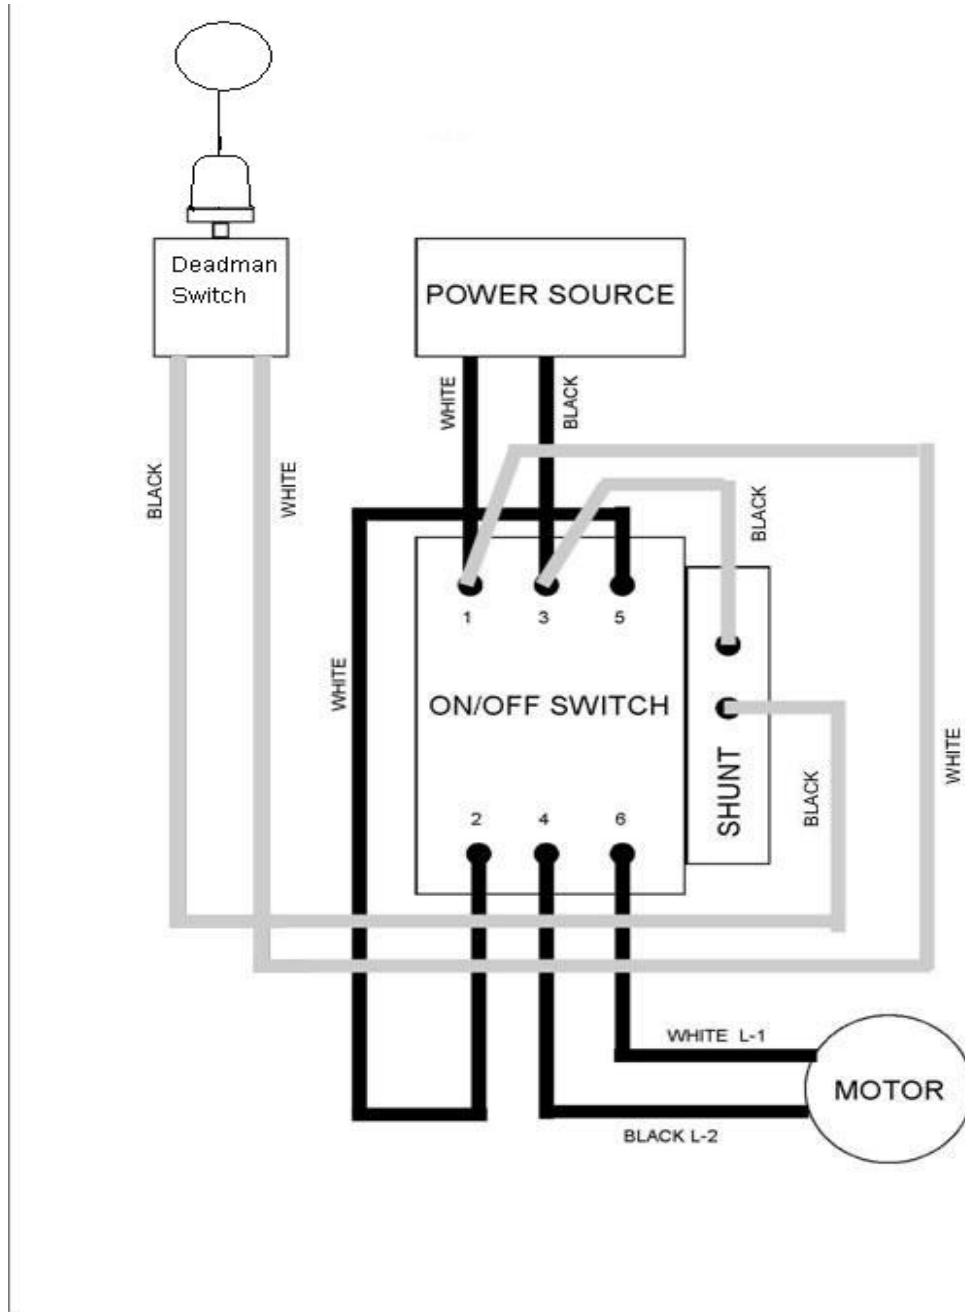 Deadman
Switch
POWER SOURCE
WHITE
BLACK
BLACK
WHITE
BLACK
1
3
5
WHITE
ON/OFF SWITCH
SHUNT
BLACK
WHITE
2
4
6
WHITE L-1
MOTOR
BLACK L-2